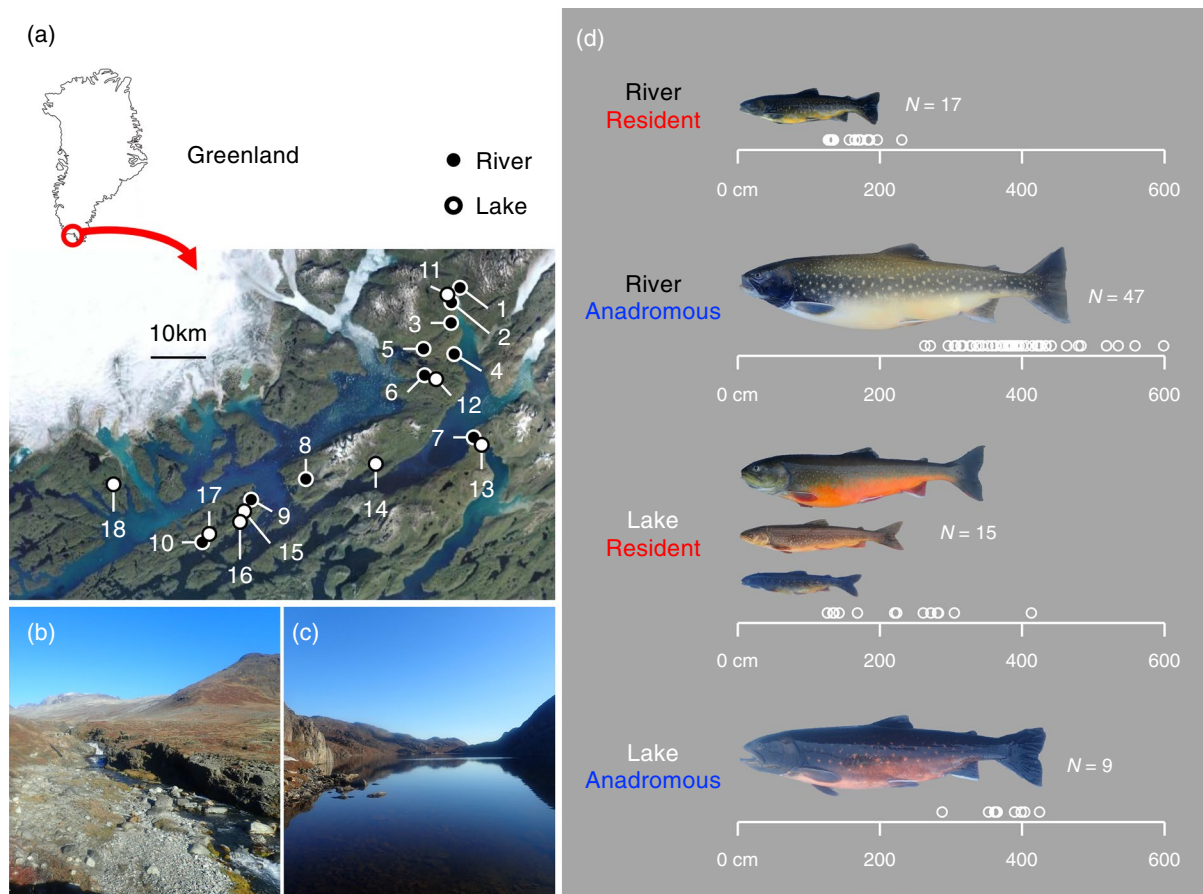 (a)
Greenland
River
Lake
10km
11
1
2
3
5
4
6
12
7
13
8
14
18
17
9
10
15
16
(b)
(c)
(d)
River
Resident
N = 17
0 cm 200 400 600
River
Anadromous
N = 47
0 cm 200 400 600
Lake
Resident
N = 15
0 cm 200 400 600
Lake
Anadromous
N = 9
0 cm 200 400 600